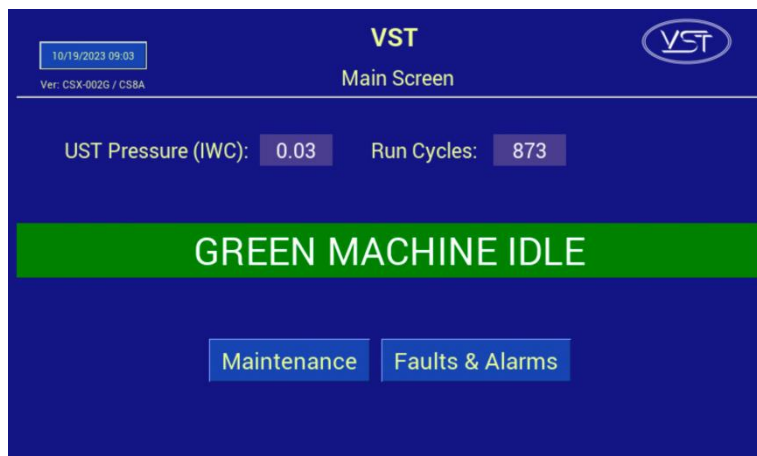 VST
10/19/2023 09:03
VST
Main Screen
Ver: CSX-002G / CS8A
UST Pressure (IWC): 0.03 Run Cycles: 873
GREEN MACHINE IDLE
Maintenance Faults & Alarms